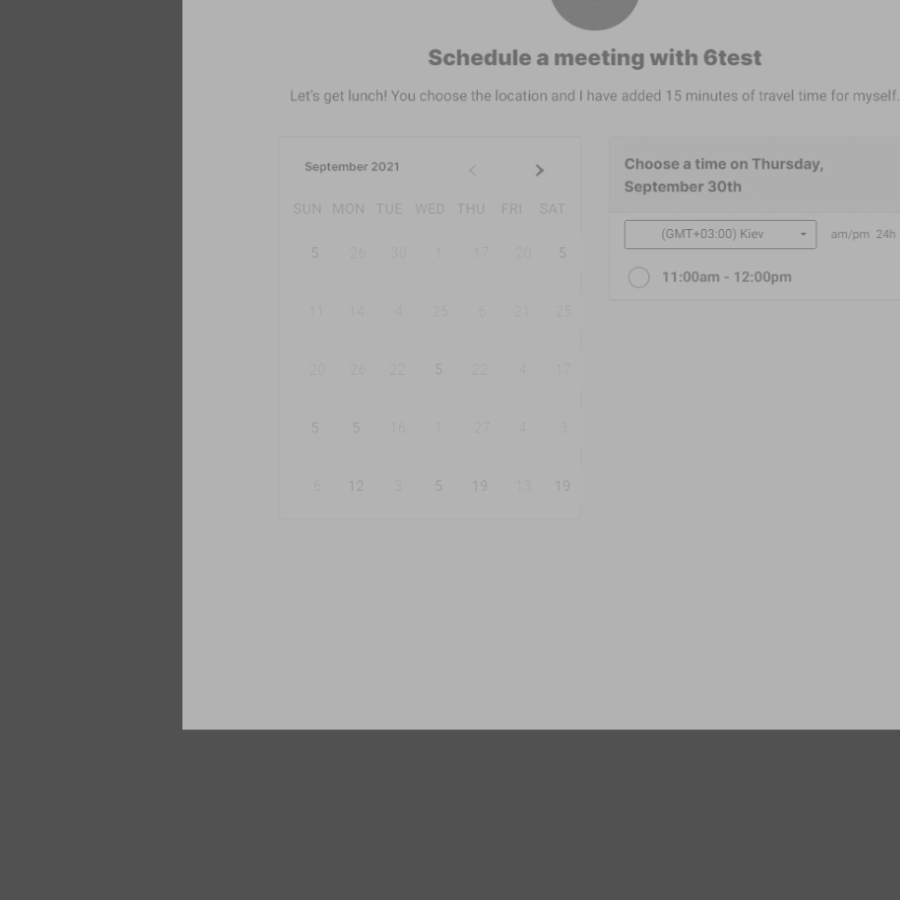 Schedule a meeting with 6test
Let's get lunch! You choose the location and I have added 15 minutes of travel time for myself.
September 2021
SUN MON TUE WED THU FRI SAT
5 26 30 1 17 20 5
11 14 4 25 6 21 25
20 26 22 5 22 4 17
5 5 16 1 27 4 3
6 12 3 5 19 13 19
Choose a time on Thursday,
September 30th
(GMT+03:00) Kiev am/pm 24h
11:00am - 12:00pm